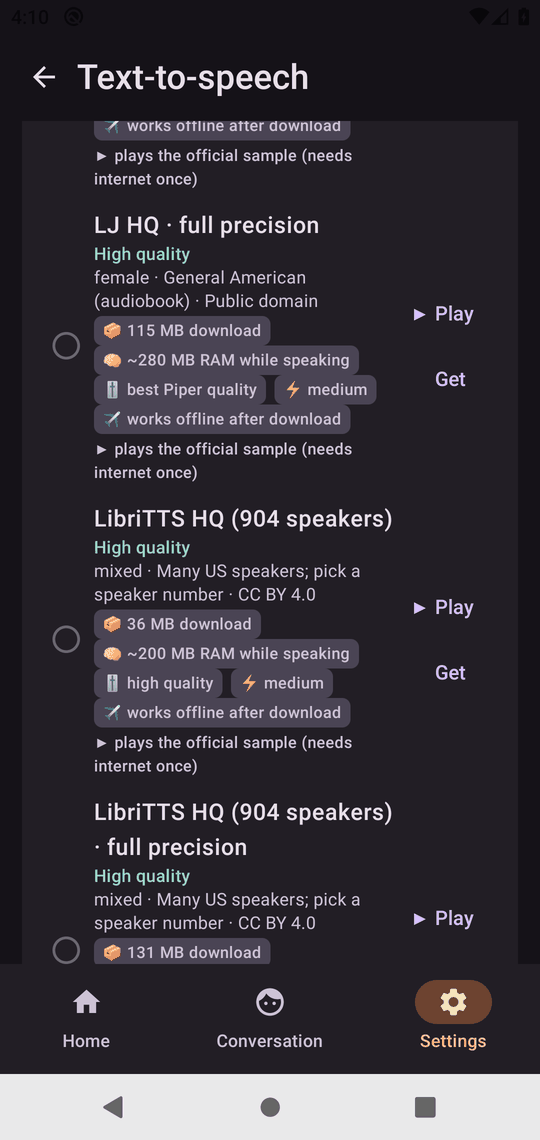 4:10
Text-to-speech
works offline after download
► plays the official sample (needs
internet once)
LJ HQ · full precision
High quality
female · General American
(audiobook) · Public domain
115 MB download
~280 MB RAM while speaking
best Piper quality
medium
works offline after download
► plays the official sample (needs
internet once)
► Play
Get
LibriTTS HQ (904 speakers)
High quality
mixed · Many US speakers; pick a
speaker number · CC BY 4.0
36 MB download
~200 MB RAM while speaking
high quality
medium
works offline after download
► plays the official sample (needs
internet once)
► Play
Get
LibriTTS HQ (904 speakers)
· full precision
High quality
mixed · Many US speakers; pick a
speaker number · CC BY 4.0
131 MB download
► Play
Home
Conversation
Settings